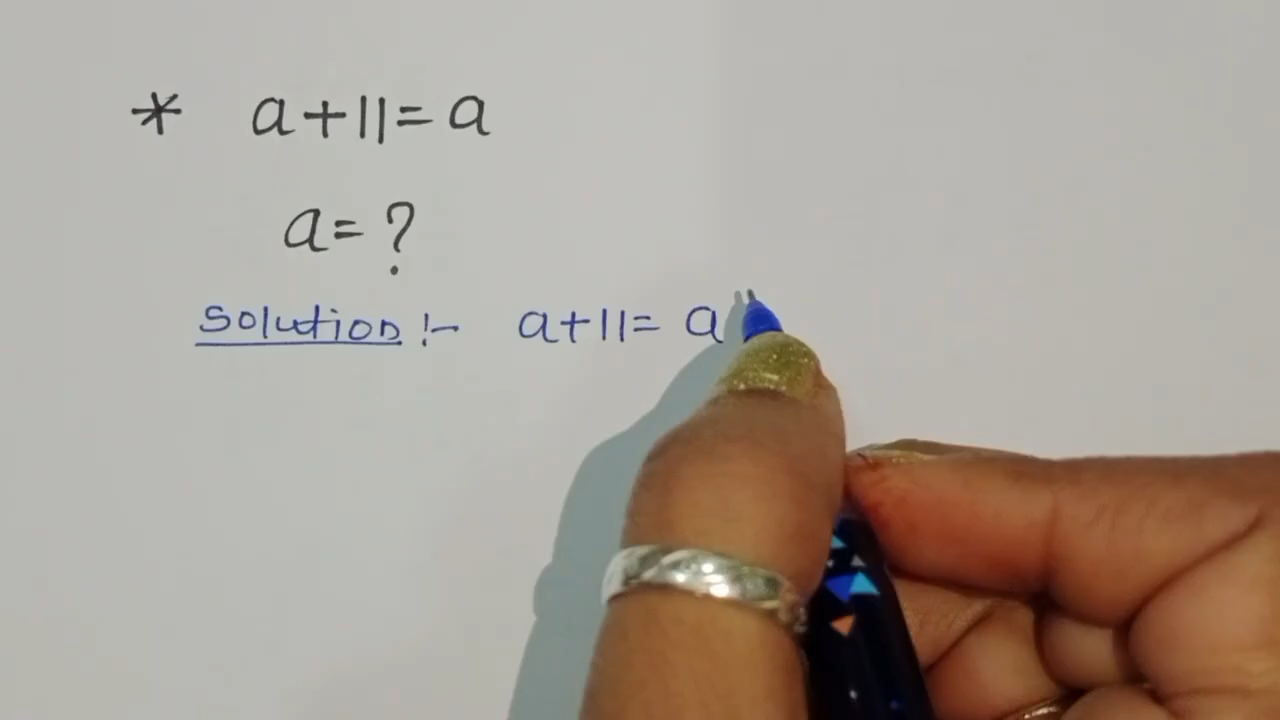 * a+11=a
a=?
Solution :- a+11= a